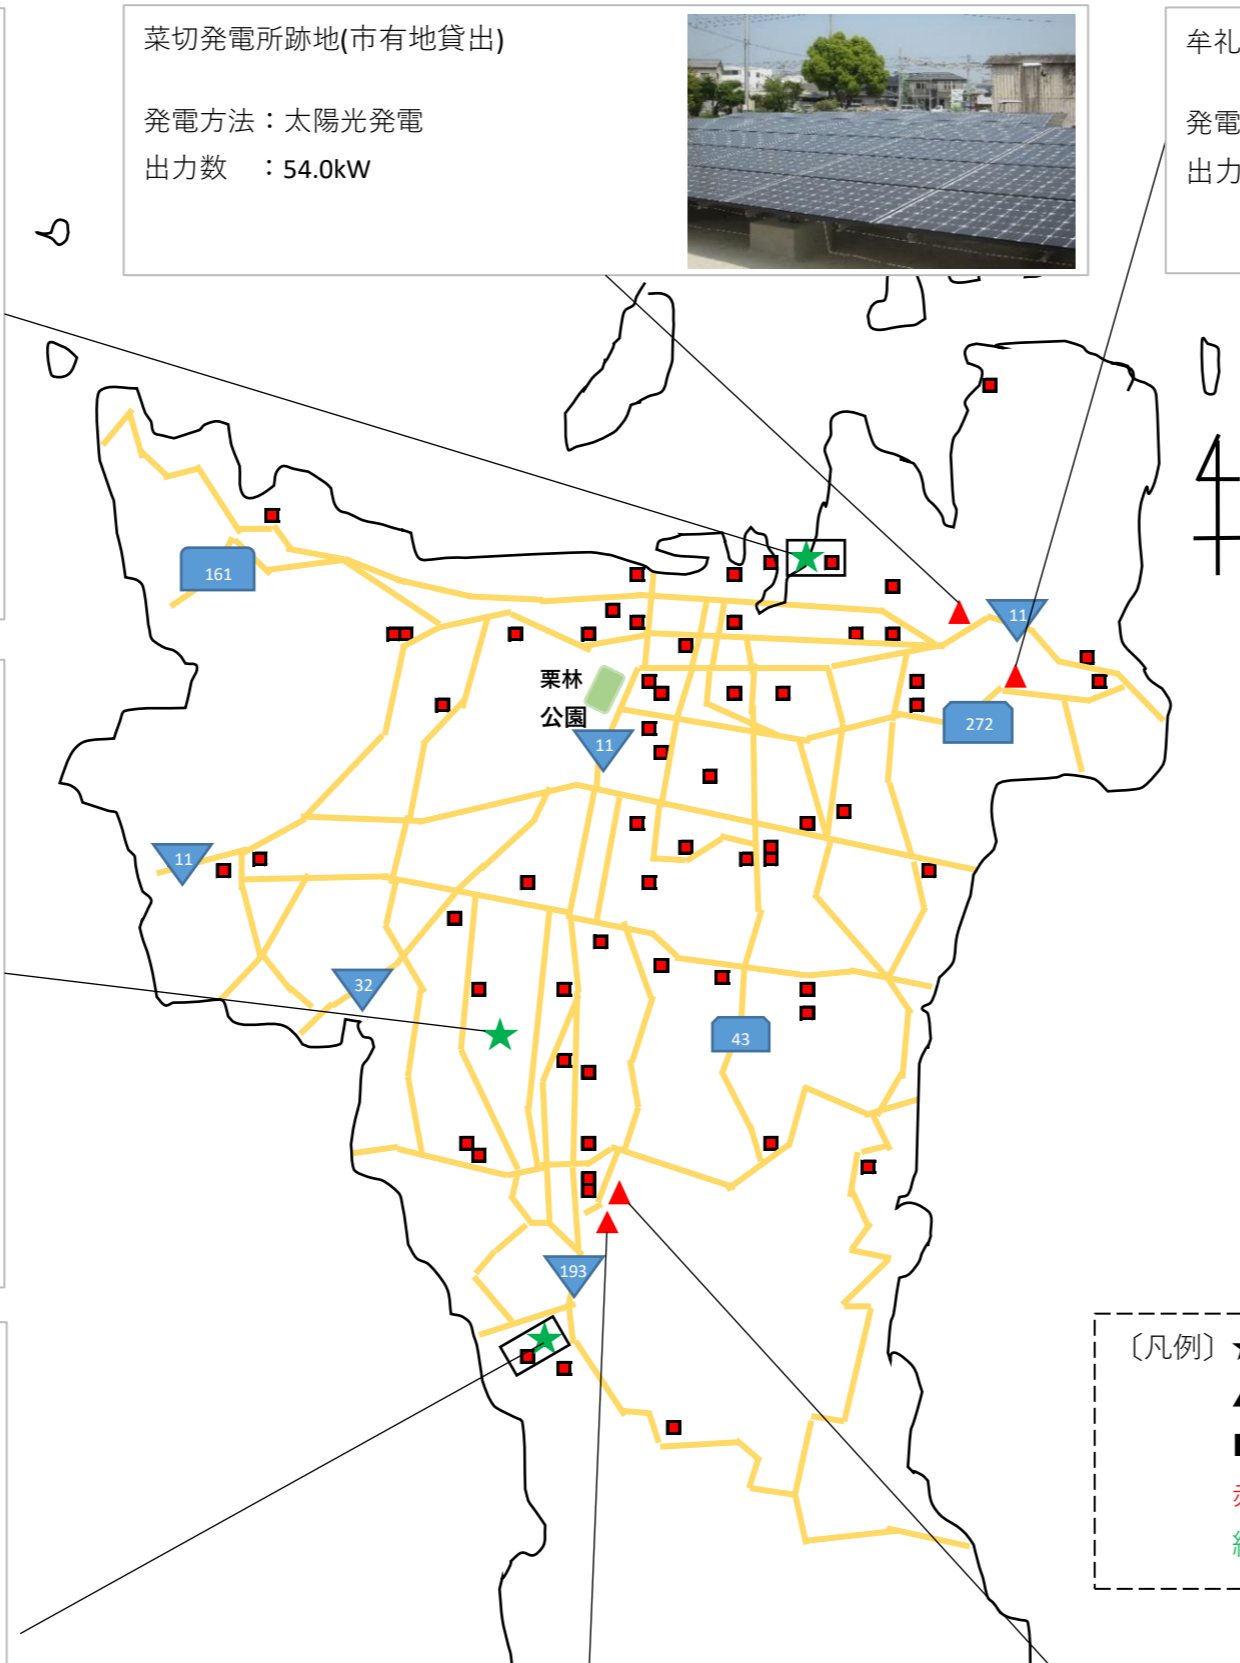 菜切発電所跡地(市有地貸出)
発電方法：太陽光発電
出力数　：54.0kW
牟礼
発電
出力
161
11
272
栗林
公園
11
11
32
43
193
〔凡例〕★
▲
■